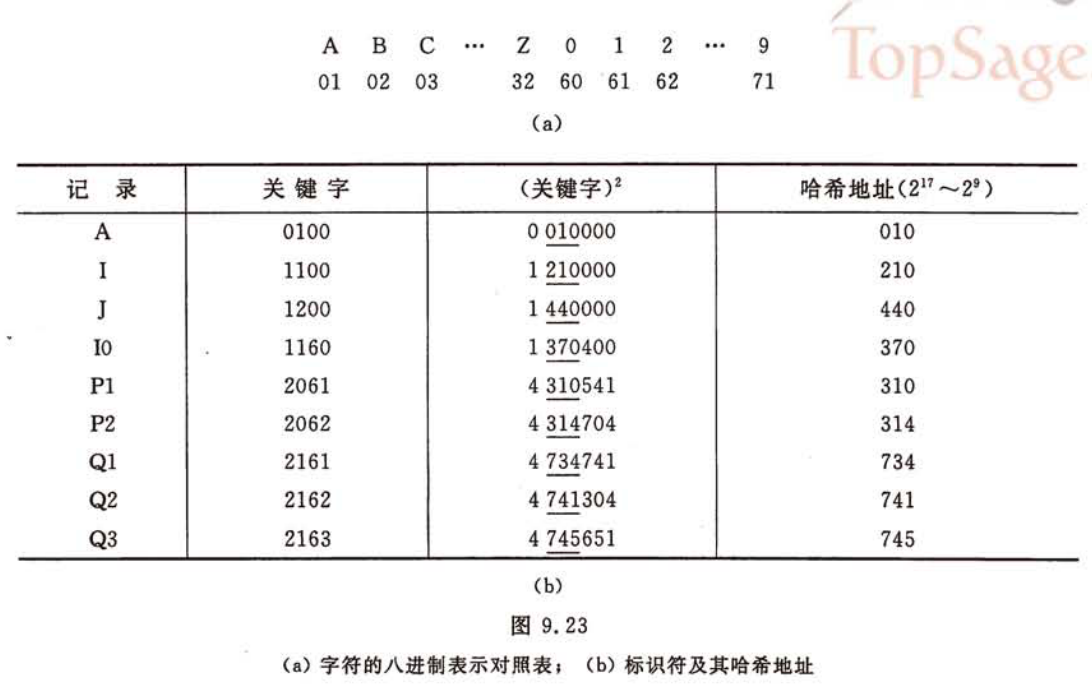 TopSage
A B C … Z 0 1 2 … 9
01 02 03 32 60 61 62 71
(a)
记 录 关 键 字 (关键字)² 哈希地址(2¹⁷～2⁹)
A 0100 0 010000 010
I 1100 1 210000 210
J 1200 1 440000 440
I0 1160 1 370400 370
P1 2061 4 310541 310
P2 2062 4 314704 314
Q1 2161 4 734741 734
Q2 2162 4 741304 741
Q3 2163 4 745651 745
(b)
图 9.23
(a) 字符的八进制表示对照表； (b) 标识符及其哈希地址